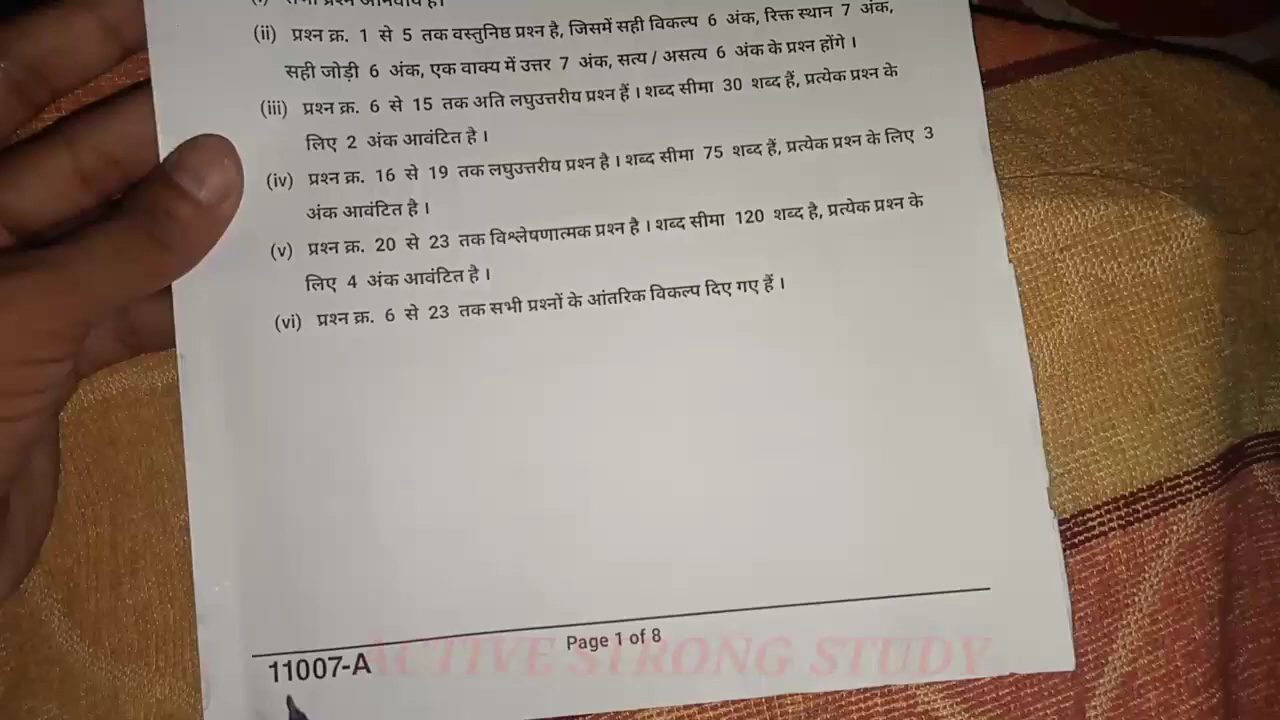 (i) सभी प्रश्न अनिवार्य हैं।
(ii) प्रश्न क्र. 1 से 5 तक वस्तुनिष्ठ प्रश्न है, जिसमें सही विकल्प 6 अंक, रिक्त स्थान 7 अंक,
सही जोड़ी 6 अंक, एक वाक्य में उत्तर 7 अंक, सत्य / असत्य 6 अंक के प्रश्न होंगे।
(iii) प्रश्न क्र. 6 से 15 तक अति लघुउत्तरीय प्रश्न हैं। शब्द सीमा 30 शब्द हैं, प्रत्येक प्रश्न के
लिए 2 अंक आवंटित है।
(iv) प्रश्न क्र. 16 से 19 तक लघुउत्तरीय प्रश्न है। शब्द सीमा 75 शब्द हैं, प्रत्येक प्रश्न के लिए 3
अंक आवंटित है।
(v) प्रश्न क्र. 20 से 23 तक विश्लेषणात्मक प्रश्न है। शब्द सीमा 120 शब्द है, प्रत्येक प्रश्न के
लिए 4 अंक आवंटित है।
(vi) प्रश्न क्र. 6 से 23 तक सभी प्रश्नों के आंतरिक विकल्प दिए गए हैं।
Page 1 of 8
11007-A
ACTIVE STRONG STUDY